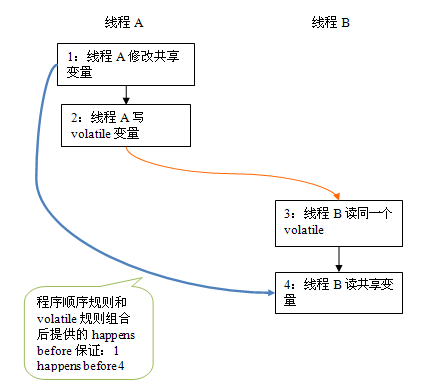 线程 A
线程 B
1：线程 A 修改共享
变量
2：线程 A 写
volatile 变量
3：线程 B 读同一个
volatile
4：线程 B 读共享变
量
程序顺序规则和
volatile 规则组合
后提供的 happens
before 保证：1
happens before 4